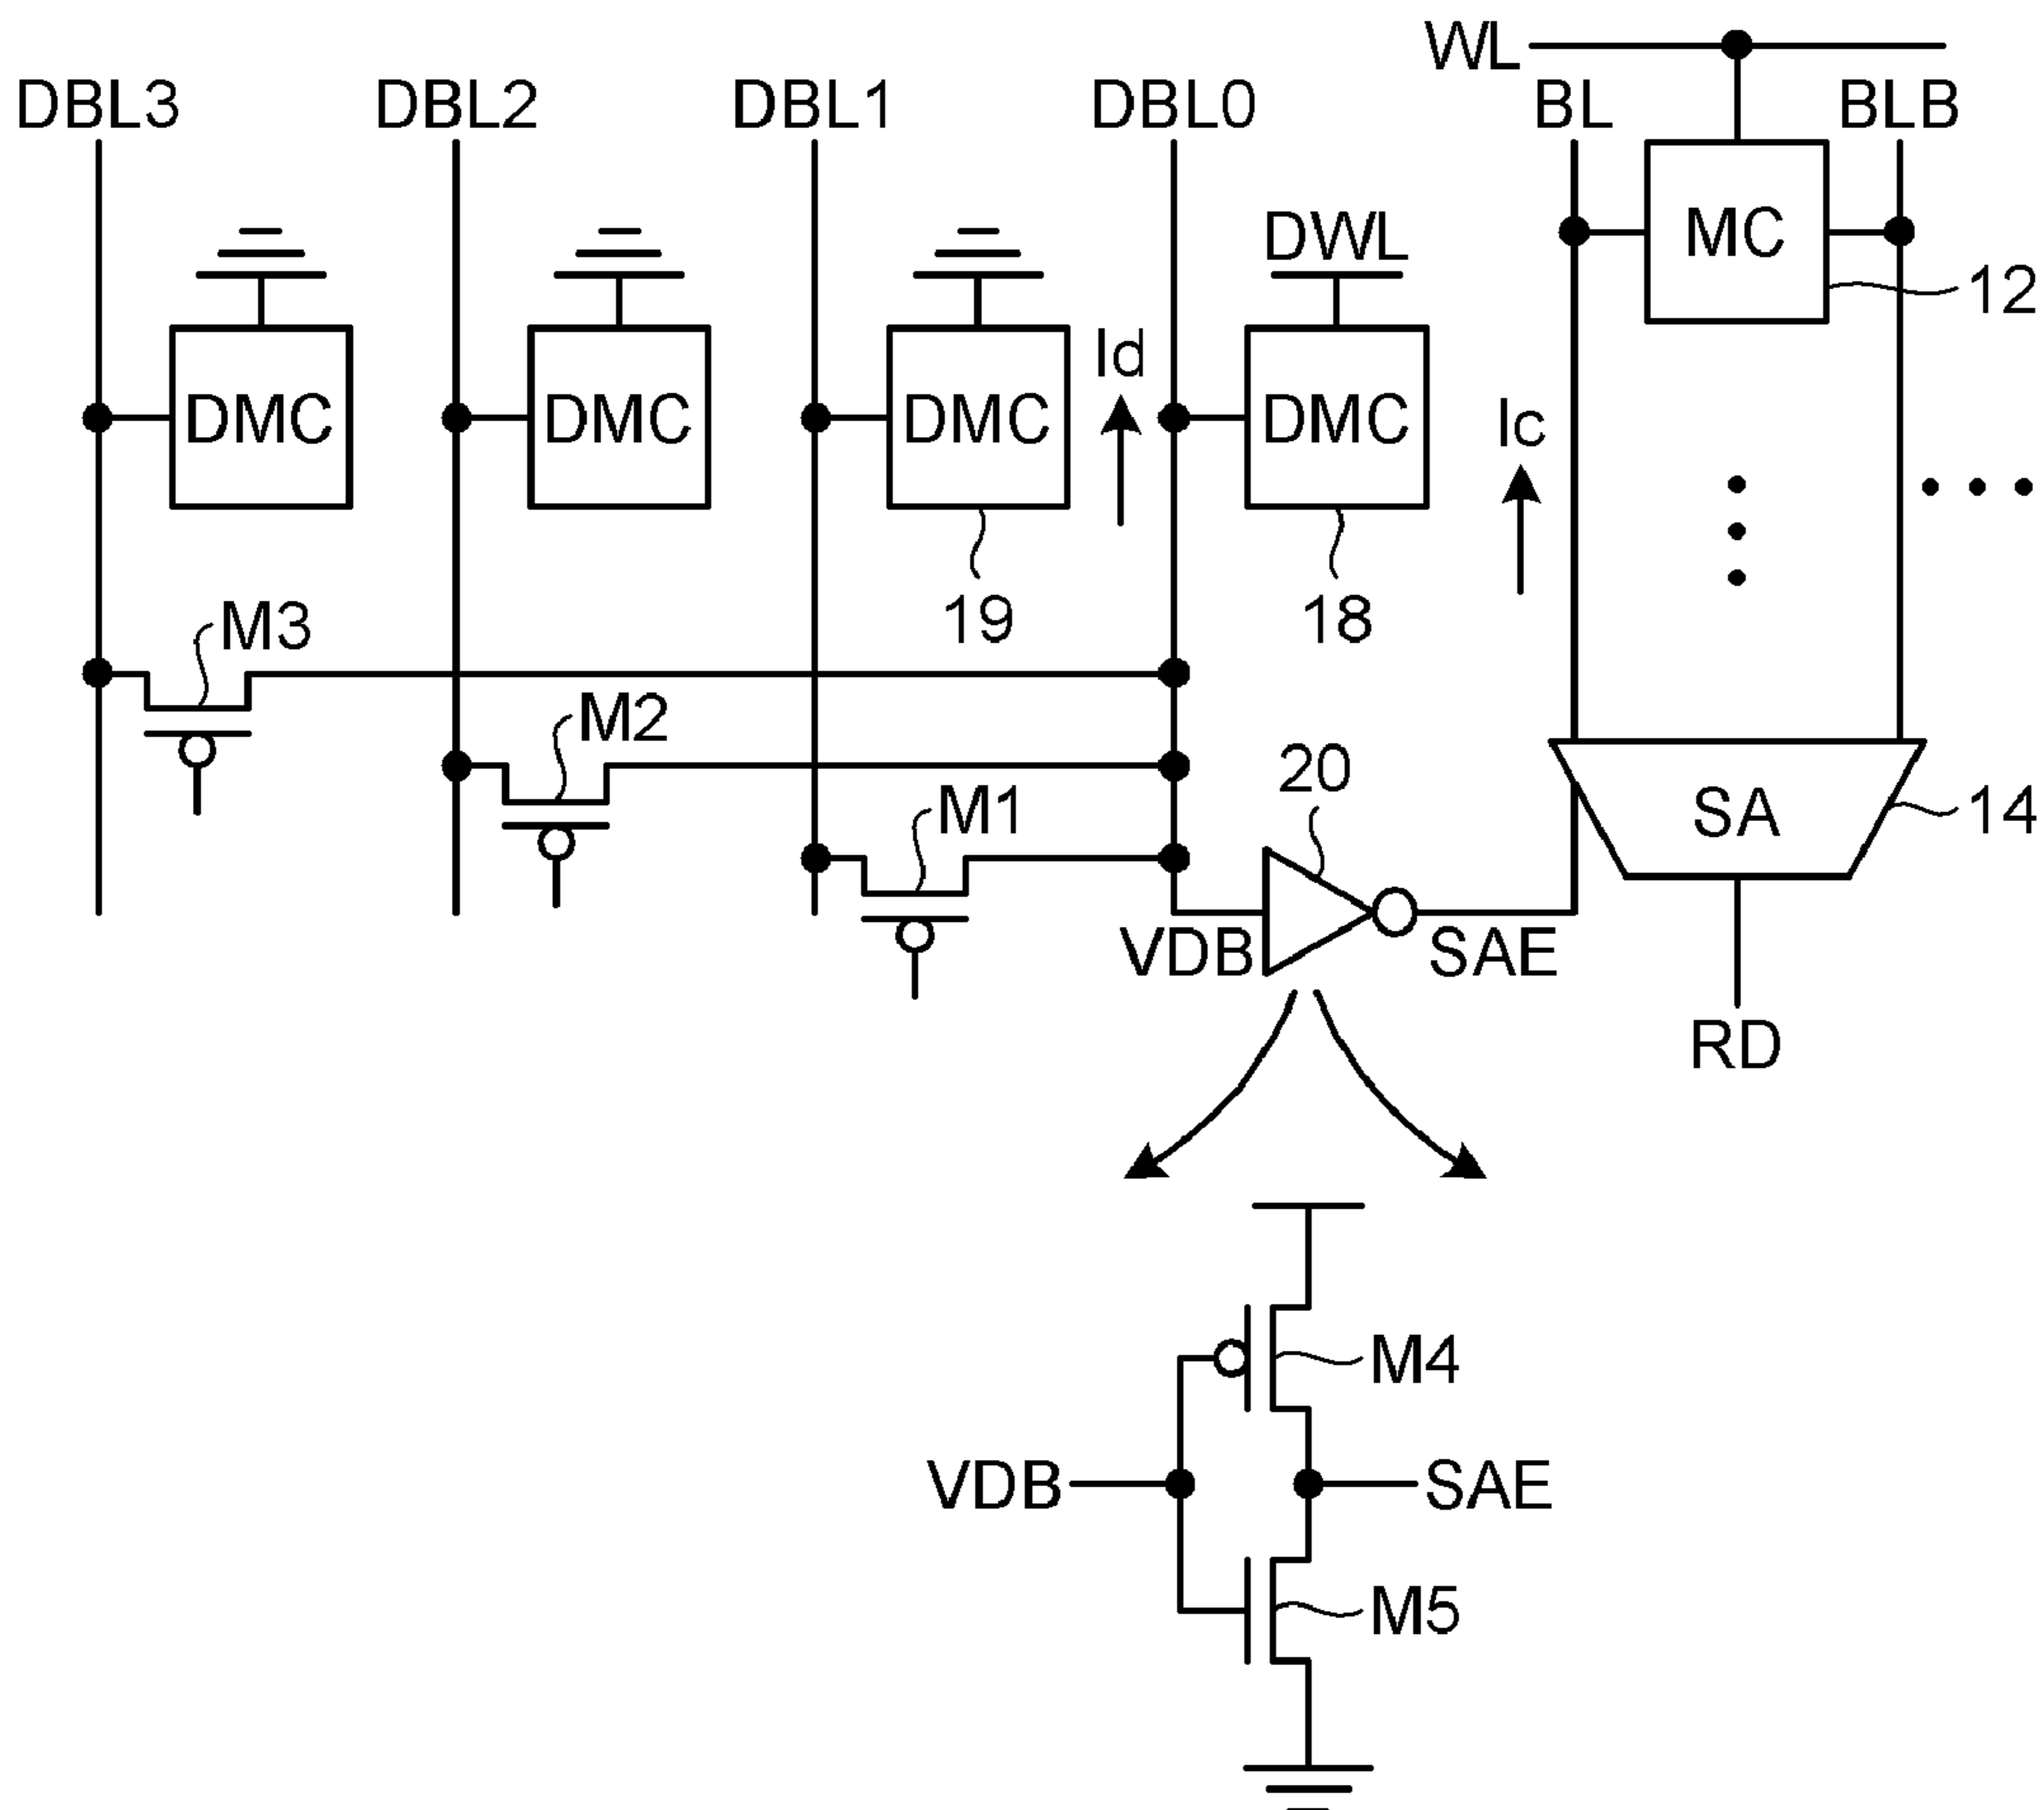 WL
DBL3 DBL2 DBL1 DBL0 BL BLB
DWL
MC
12
Id
DMC DMC DMC DMC
Ic
19 18
M3
M2
20
M1
SA
14
VDB SAE
RD
M4
VDB SAE
M5